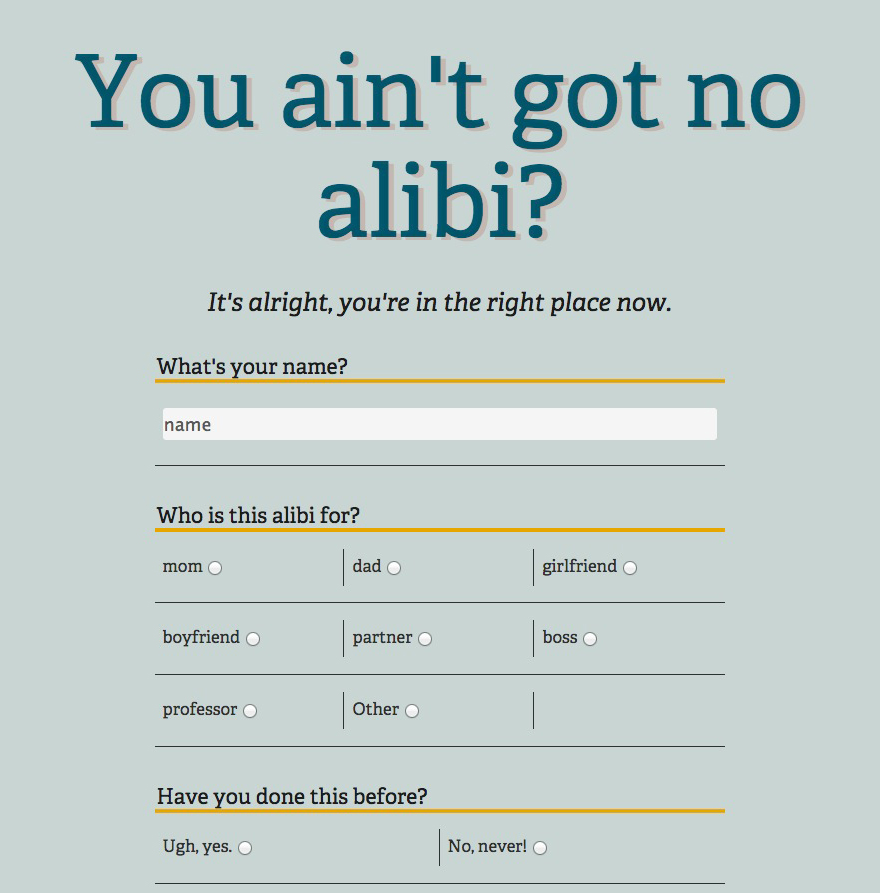 You ain't got no
alibi?
It's alright, you're in the right place now.
What's your name?
name
Who is this alibi for?
mom dad girlfriend
boyfriend partner boss
professor Other
Have you done this before?
Ugh, yes. No, never!